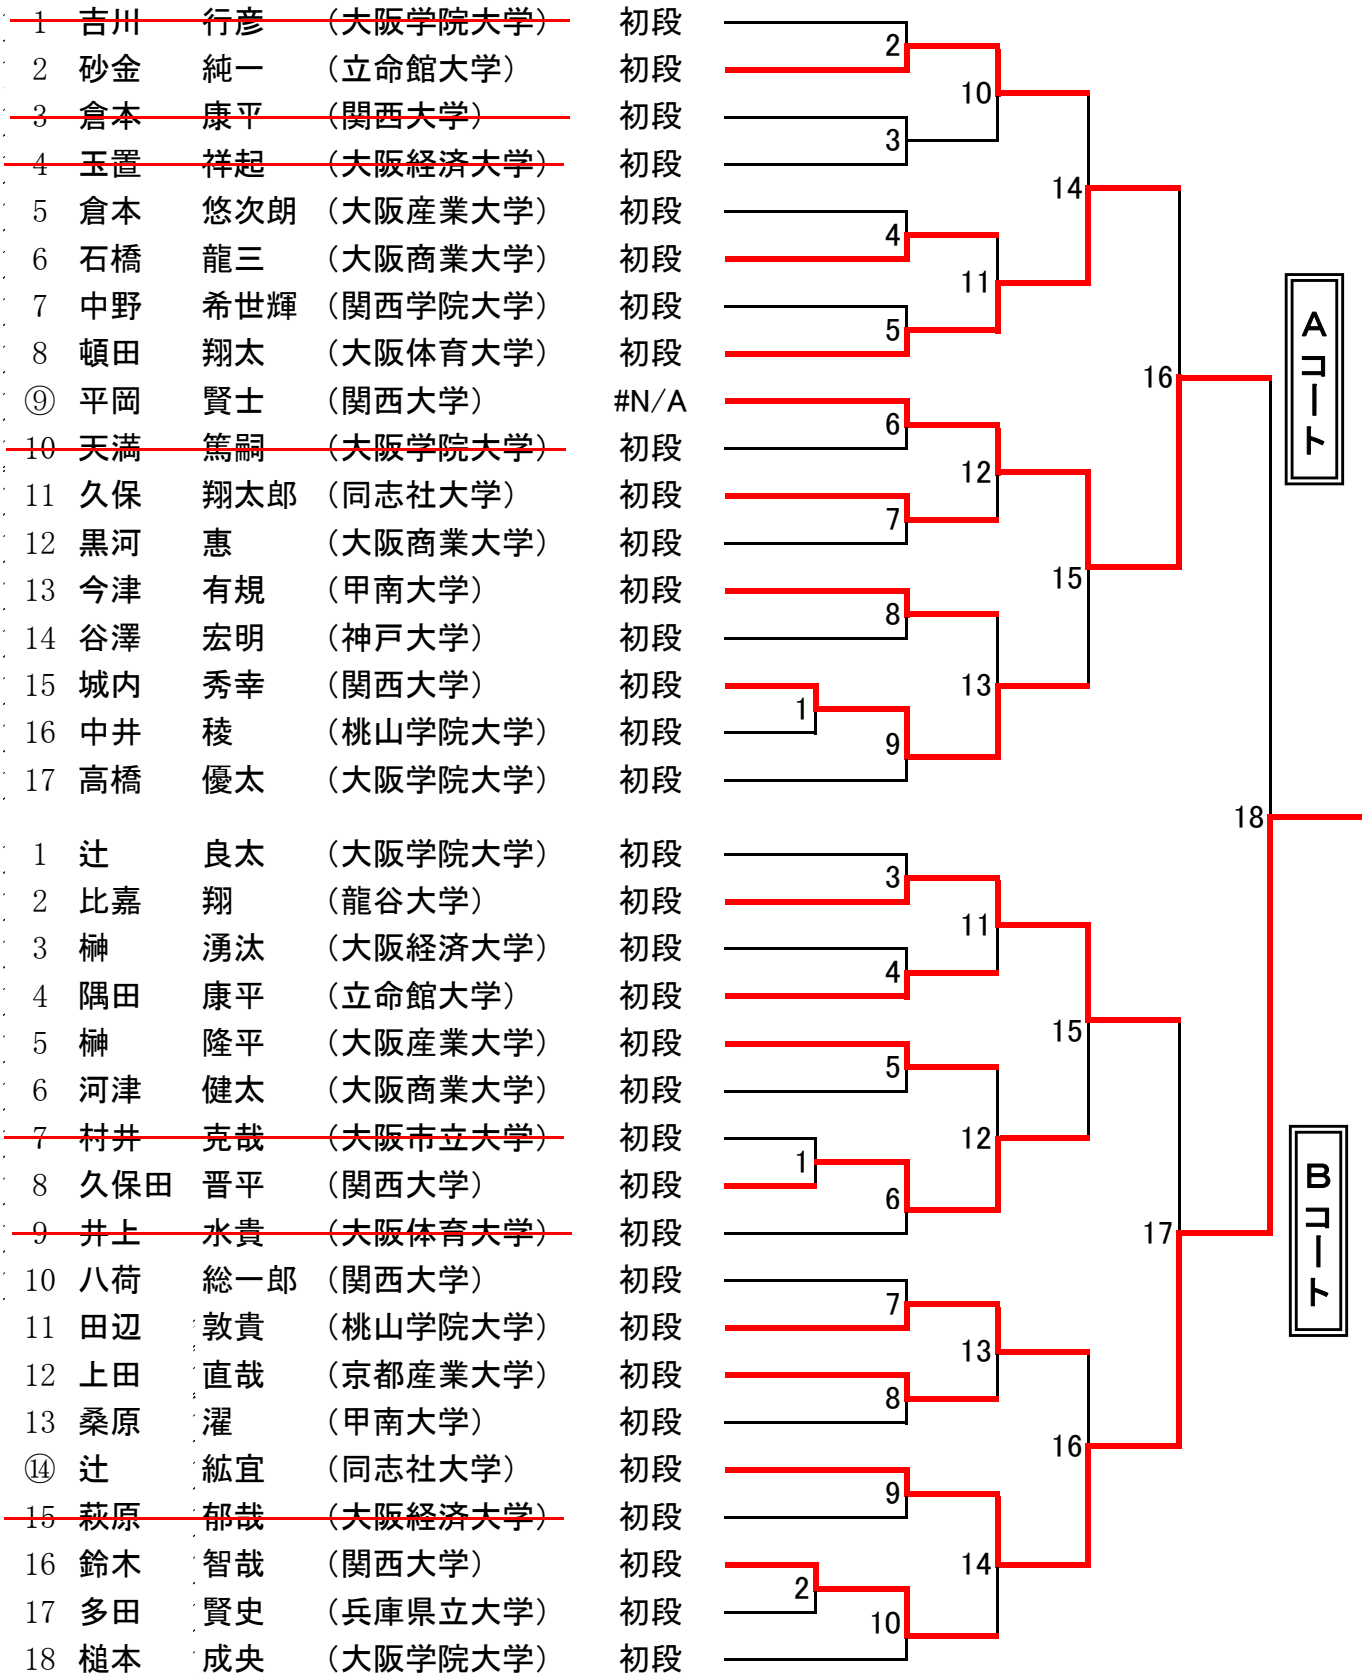 1 吉川 行彦 (大阪学院大学) 初段
2 砂金 純一 (立命館大学) 初段
3 倉本 康平 (関西大学) 初段
4 玉置 祥起 (大阪経済大学) 初段
5 倉本 悠次朗 (大阪産業大学) 初段
6 石橋 龍三 (大阪商業大学) 初段
7 中野 希世輝 (関西学院大学) 初段
8 頓田 翔太 (大阪体育大学) 初段
⑨ 平岡 賢士 (関西大学) #N/A
10 天満 篤嗣 (大阪学院大学) 初段
11 久保 翔太郎 (同志社大学) 初段
12 黒河 惠 (大阪商業大学) 初段
13 今津 有規 (甲南大学) 初段
14 谷澤 宏明 (神戸大学) 初段
15 城内 秀幸 (関西大学) 初段
16 中井 稜 (桃山学院大学) 初段
17 高橋 優太 (大阪学院大学) 初段
2
10
3
14
4
11
5
16
6
12
7
15
8
13
1
9
Aコート
18
1 辻 良太 (大阪学院大学) 初段
2 比嘉 翔 (龍谷大学) 初段
3 榊 湧汰 (大阪経済大学) 初段
4 隅田 康平 (立命館大学) 初段
5 榊 隆平 (大阪産業大学) 初段
6 河津 健太 (大阪商業大学) 初段
7 村井 克哉 (大阪市立大学) 初段
8 久保田 晋平 (関西大学) 初段
9 井上 水貴 (大阪体育大学) 初段
10 八荷 総一郎 (関西大学) 初段
11 田辺 敦貴 (桃山学院大学) 初段
12 上田 直哉 (京都産業大学) 初段
13 桑原 濯 (甲南大学) 初段
⑭ 辻 紘宜 (同志社大学) 初段
15 萩原 郁哉 (大阪経済大学) 初段
16 鈴木 智哉 (関西大学) 初段
17 多田 賢史 (兵庫県立大学) 初段
18 槌本 成央 (大阪学院大学) 初段
3
11
4
15
5
12
1
6
17
7
13
8
16
9
14
2
10
Bコート